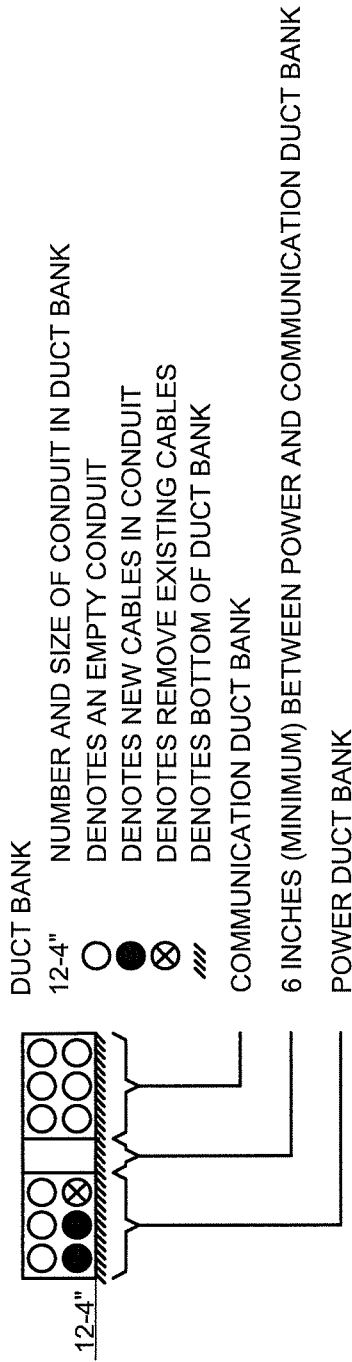 DUCT BANK
12-4" NUMBER AND SIZE OF CONDUIT IN DUCT BANK
DENOTES AN EMPTY CONDUIT
DENOTES NEW CABLES IN CONDUIT
DENOTES REMOVE EXISTING CABLES
DENOTES BOTTOM OF DUCT BANK
COMMUNICATION DUCT BANK
6 INCHES (MINIMUM) BETWEEN POWER AND COMMUNICATION DUCT BANK
POWER DUCT BANK
12-4"